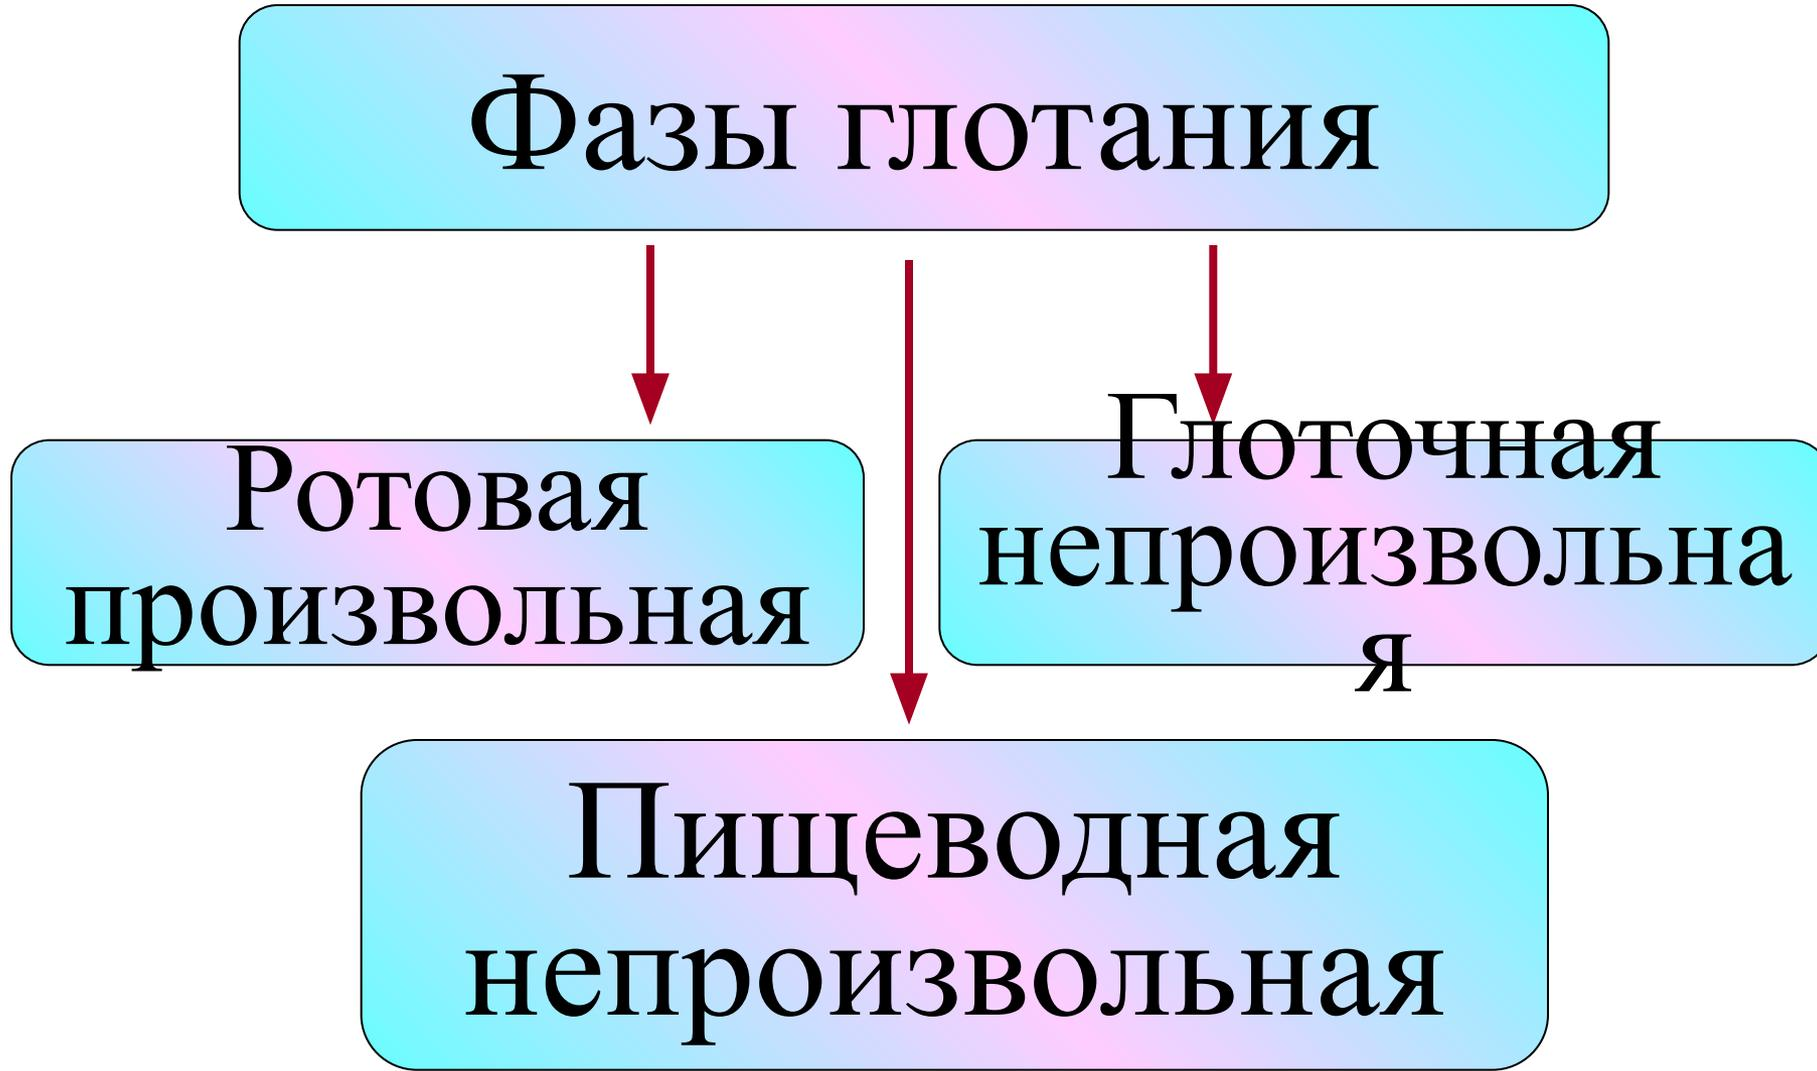 Фазы глотания
Ротовая
произвольная
Глоточная
непроизвольна
я
Пищеводная
непроизвольная